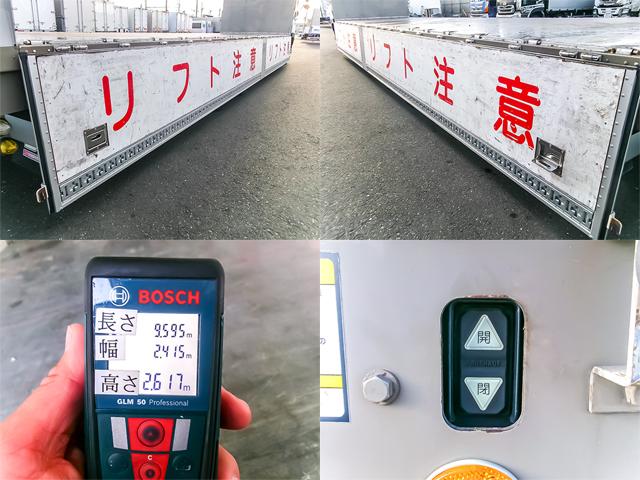 リフト注意 リフト注意
リフト注意
BOSCH
長さ 9.595m
幅 2.415m
高さ 2.617m
GLM 50 Professional
C
開
閉